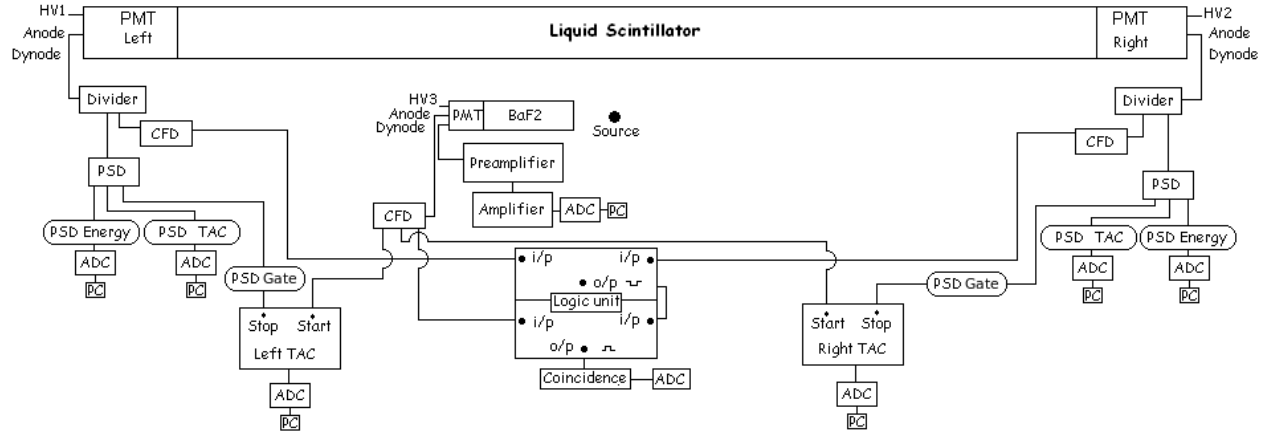 HV1
Anode
Dynode
PMT
Left
Liquid Scintillator
PMT
Right
HV2
Anode
Dynode
Divider
CFD
PSD
PSD Energy
PSD TAC
ADC
ADC
PC
PC
PSD Gate
Stop Start
Left TAC
ADC
PC
HV3
Anode
Dynode
PMT
BaF2
Source
Preamplifier
Amplifier
ADC
PC
CFD
i/p
i/p
o/p
Logic unit
i/p
i/p
o/p
Coincidence
ADC
Divider
CFD
PSD
PSD TAC
PSD Energy
ADC
ADC
PC
PC
PSD Gate
Start Stop
Right TAC
ADC
PC